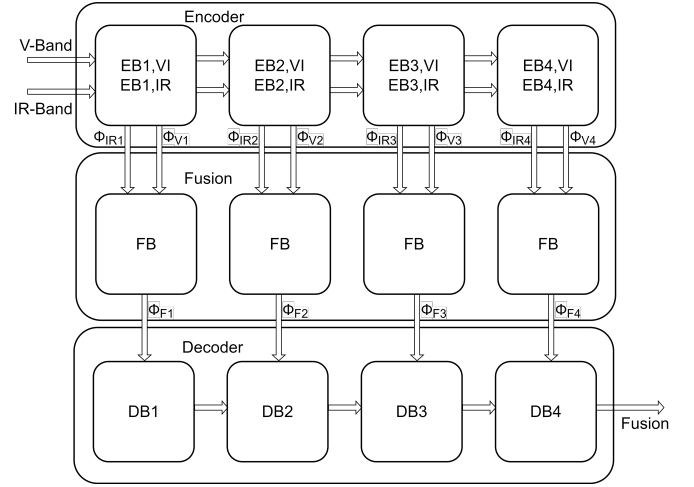 Encoder
V-Band
IR-Band
EB1,VI
EB1,IR
EB2,VI
EB2,IR
EB3,VI
EB3,IR
EB4,VI
EB4,IR
ΦIR1
ΦV1
ΦIR2
ΦV2
ΦIR3
ΦV3
ΦIR4
ΦV4
Fusion
FB
FB
FB
FB
ΦF1
ΦF2
ΦF3
ΦF4
Decoder
DB1
DB2
DB3
DB4
Fusion